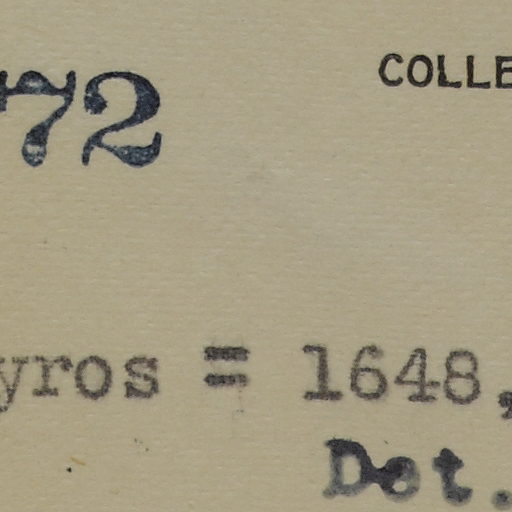 72
COLLE
yros = 1648,
Det.